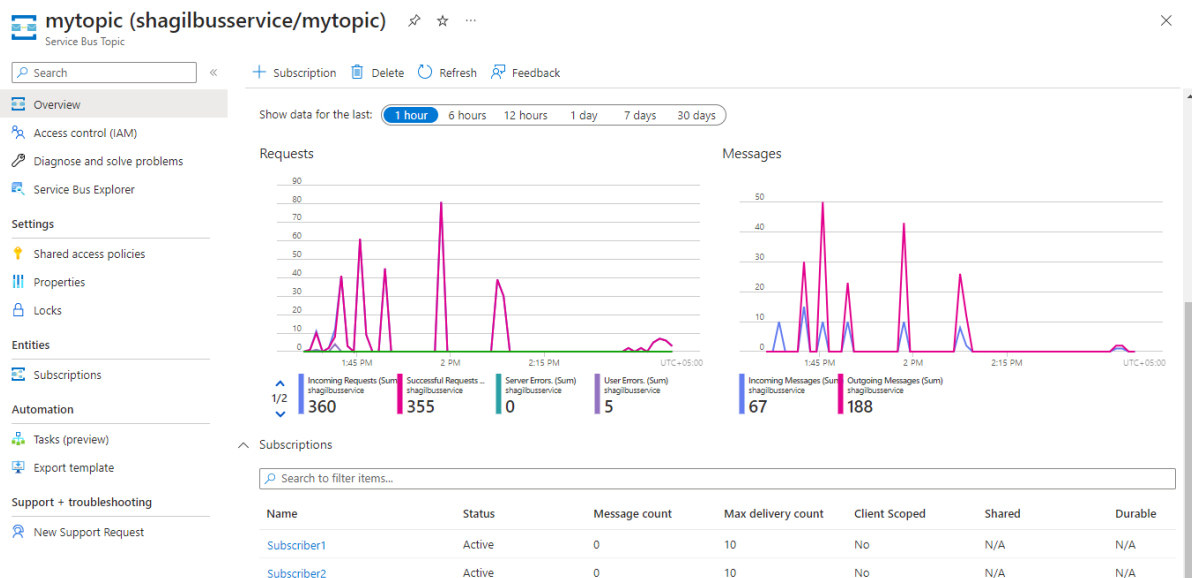 mytopic (shagilbusservice/mytopic)
Service Bus Topic
Search
Subscription Delete Refresh Feedback
Overview
Access control (IAM)
Diagnose and solve problems
Service Bus Explorer
Settings
Shared access policies
Properties
Locks
Entities
Subscriptions
Automation
Tasks (preview)
Export template
Support + troubleshooting
New Support Request
Show data for the last: 1 hour 6 hours 12 hours 1 day 7 days 30 days
Requests
90
80
70
60
50
40
30
20
10
0
1:45 PM 2 PM 2:15 PM UTC+05:00
1/2
Incoming Requests (Sum)
shagilbusservice
360
Successful Requests ..
shagilbusservice
355
Server Errors. (Sum)
shagilbusservice
0
User Errors. (Sum)
shagilbusservice
5
Messages
50
40
30
20
10
0
1:45 PM 2 PM 2:15 PM UTC+05:00
Incoming Messages (Sum)
shagilbusservice
67
Outgoing Messages (Sum)
shagilbusservice
188
Subscriptions
Search to filter items...
Name Status Message count Max delivery count Client Scoped Shared Durable
Subscriber1 Active 0 10 No N/A N/A
Subscriber2 Active 0 10 No N/A N/A